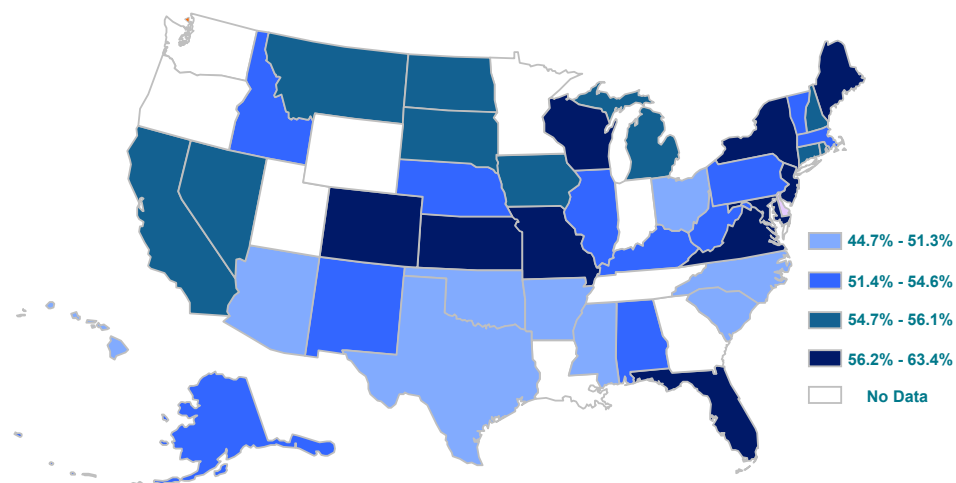 44.7% - 51.3%
51.4% - 54.6%
54.7% - 56.1%
56.2% - 63.4%
No Data